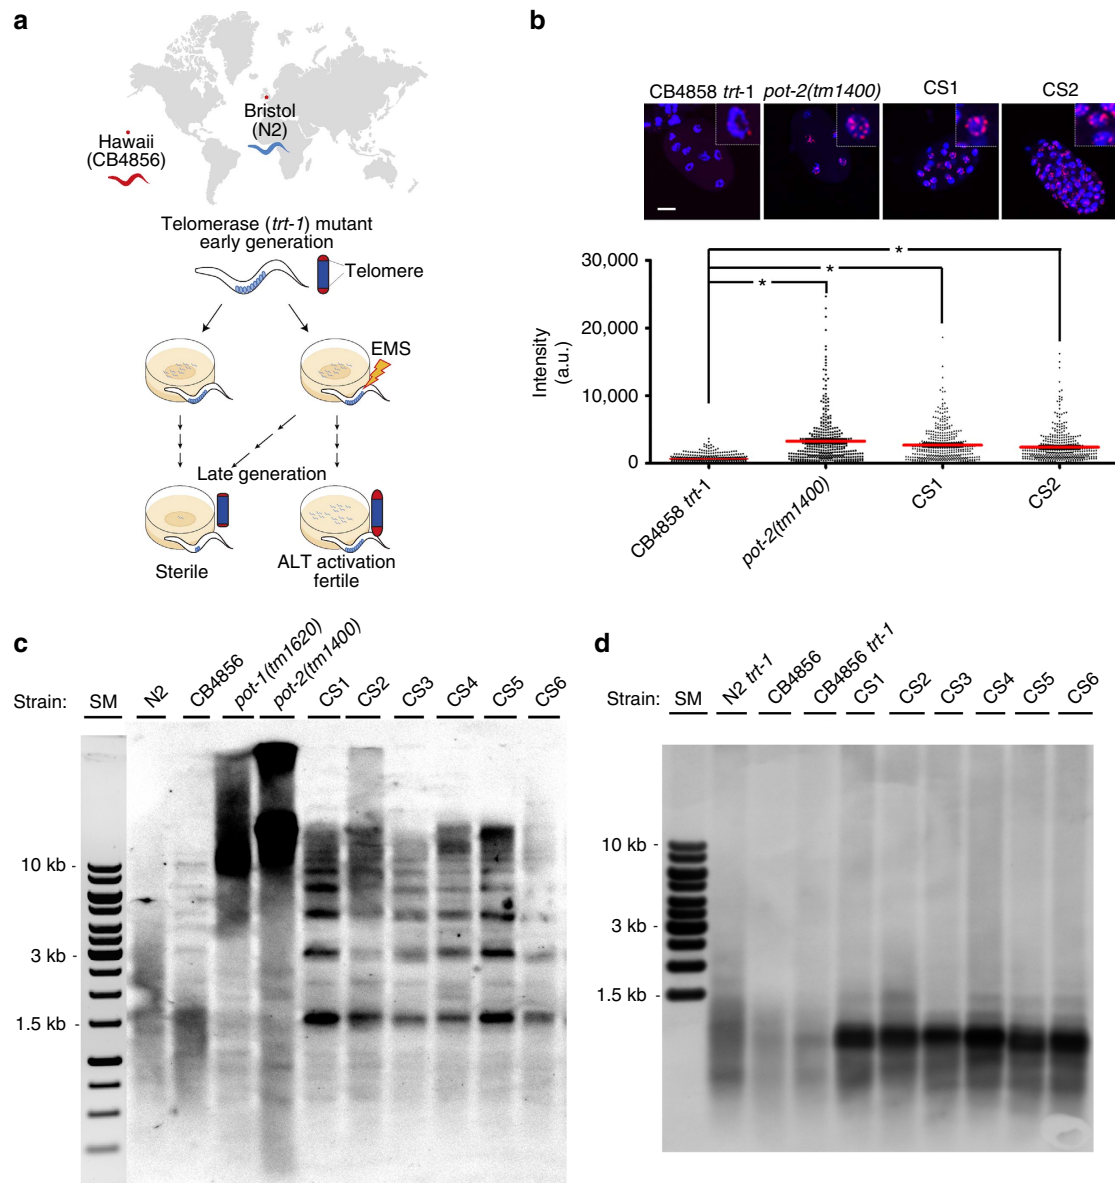 a
Bristol
(N2)
Hawaii
(CB4856)
Telomerase (trt-1) mutant
early generation
Telomere
EMS
Late generation
Sterile
ALT activation
fertile
b
CB4858 trt-1
pot-2(tm1400)
CS1
CS2
*
*
*
30,000
20,000
10,000
0
Intensity
(a.u.)
CB4858 trt-1
pot-2(tm1400)
CS1
CS2
c
Strain:
SM
N2
CB4856
pot-1(tm1620)
pot-2(tm1400)
CS1
CS2
CS3
CS4
CS5
CS6
10 kb -
3 kb -
1.5 kb -
d
Strain:
SM
N2 trt-1
CB4856
CB4856 trt-1
CS1
CS2
CS3
CS4
CS5
CS6
10 kb -
3 kb -
1.5 kb -